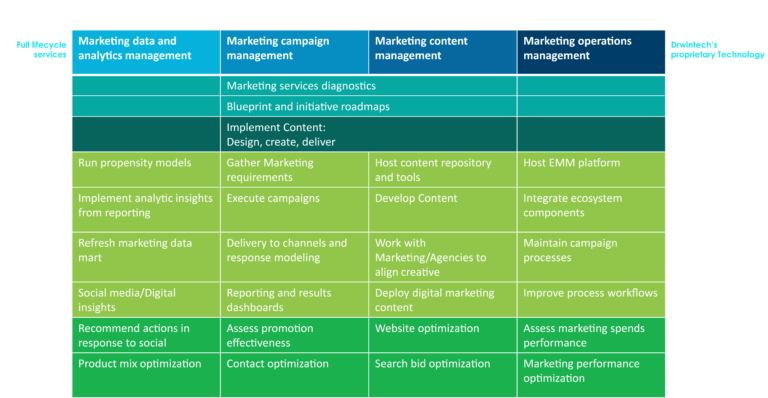 Full lifecycle
services
Marketing data and
analytics management
Marketing campaign
management
Marketing content
management
Marketing operations
management
Drwintech's
proprietary Technology
Marketing services diagnostics
Blueprint and initiative roadmaps
Implement Content:
Design, create, deliver
Run propensity models
Gather Marketing
requirements
Host content repository
and tools
Host EMM platform
Implement analytic insights
from reporting
Execute campaigns
Develop Content
Integrate ecosystem
components
Refresh marketing data
mart
Delivery to channels and
response modeling
Work with
Marketing/Agencies to
align creative
Maintain campaign
processes
Social media/Digital
insights
Reporting and results
dashboards
Deploy digital marketing
content
Improve process workflows
Recommend actions in
response to social
Assess promotion
effectiveness
Website optimization
Assess marketing spends
performance
Product mix optimization
Contact optimization
Search bid optimization
Marketing performance
optimization